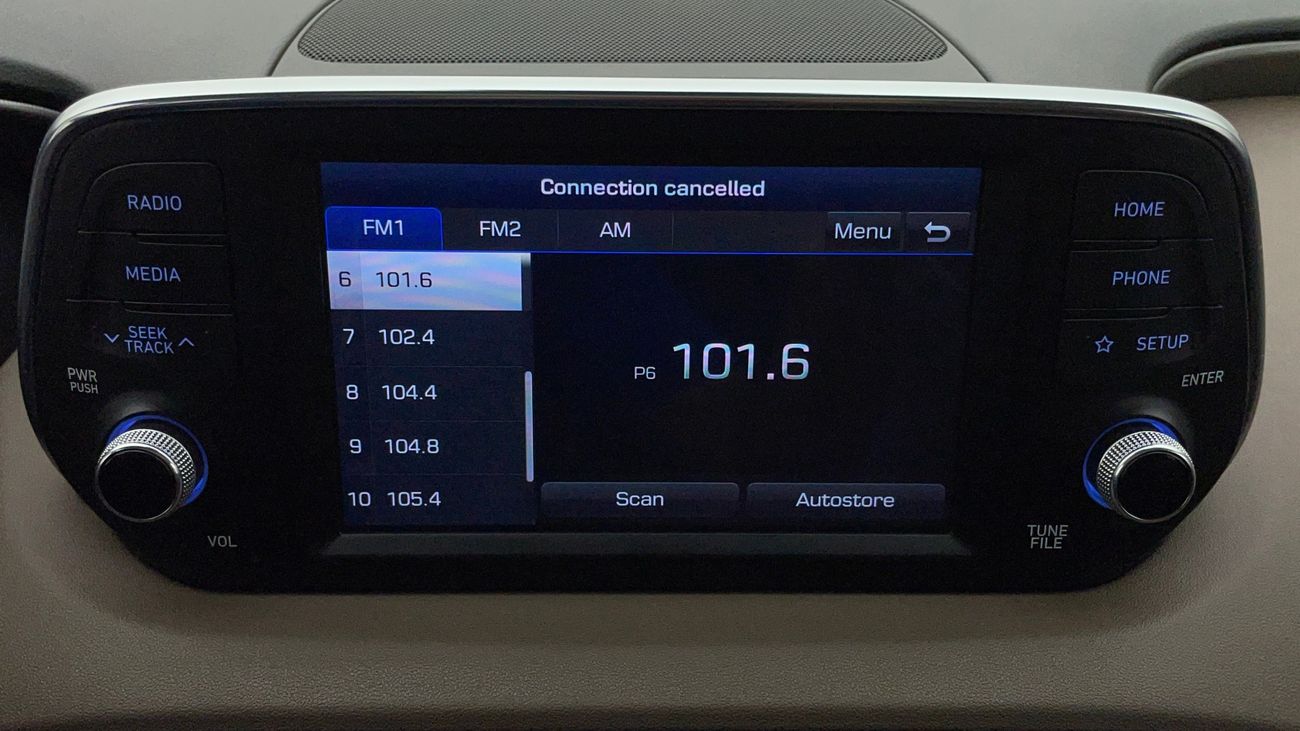 Connection cancelled
RADIO
MEDIA
SEEK
TRACK
PWR
PUSH
VOL
FM1 FM2 AM Menu
6 101.6
7 102.4
8 104.4
9 104.8
10 105.4
P6 101.6
Scan Autostore
HOME
PHONE
SETUP
ENTER
TUNE
FILE